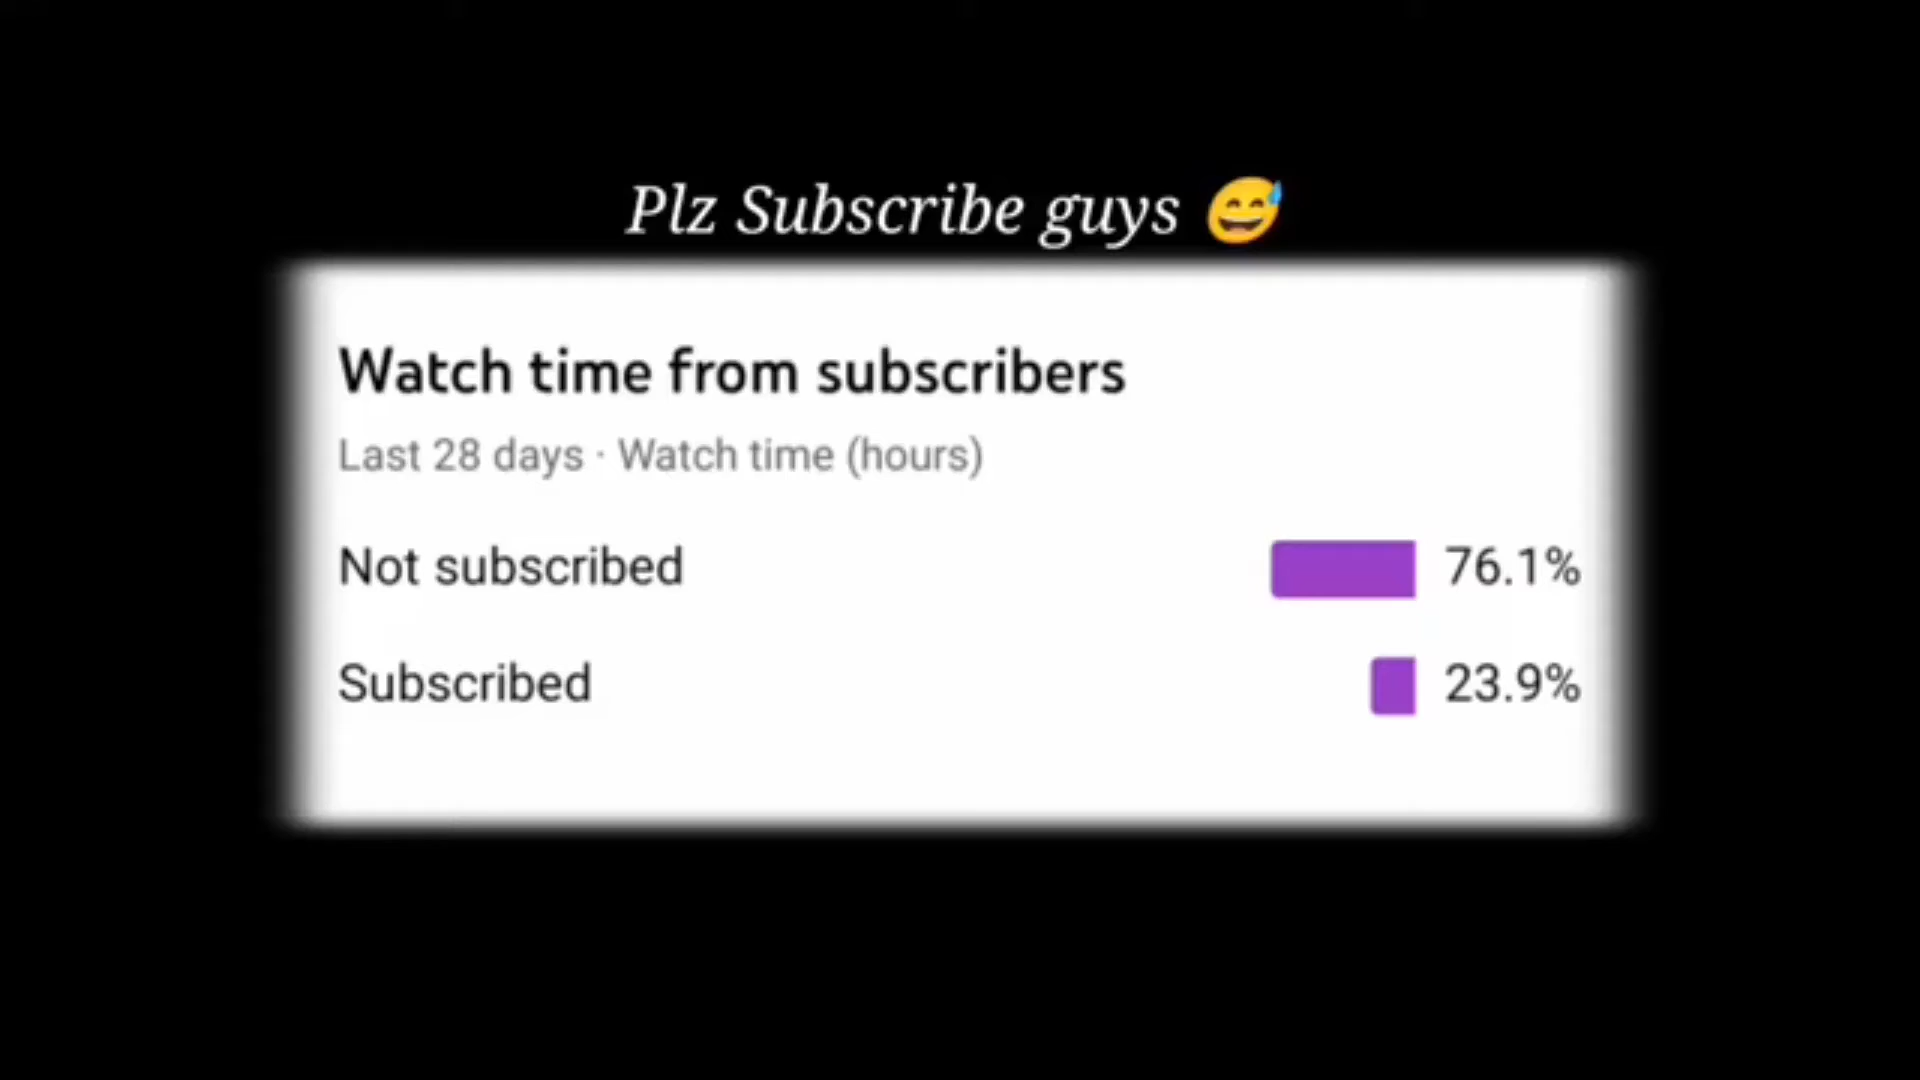 Plz Subscribe guys 😅
Watch time from subscribers
Last 28 days · Watch time (hours)
Not subscribed 76.1%
Subscribed 23.9%